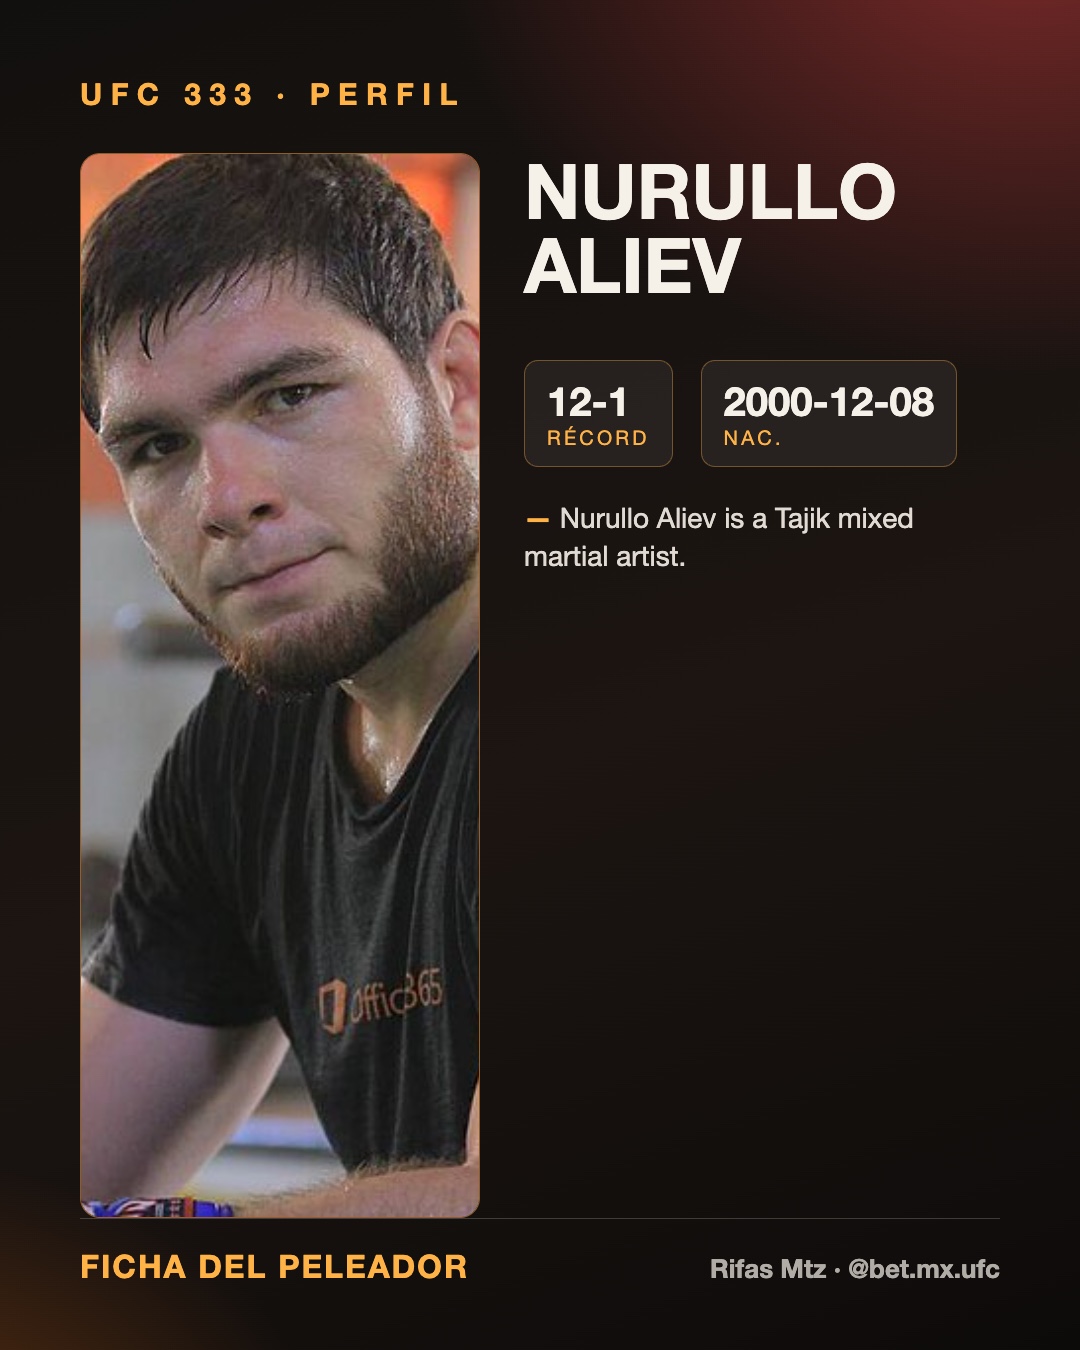 UFC 333 · PERFIL
NURULLO
ALIEV
12-1
RÉCORD
2000-12-08
NAC.
— Nurullo Aliev is a Tajik mixed
martial artist.
Office365
FICHA DEL PELEADOR
Rifas Mtz · @bet.mx.ufc